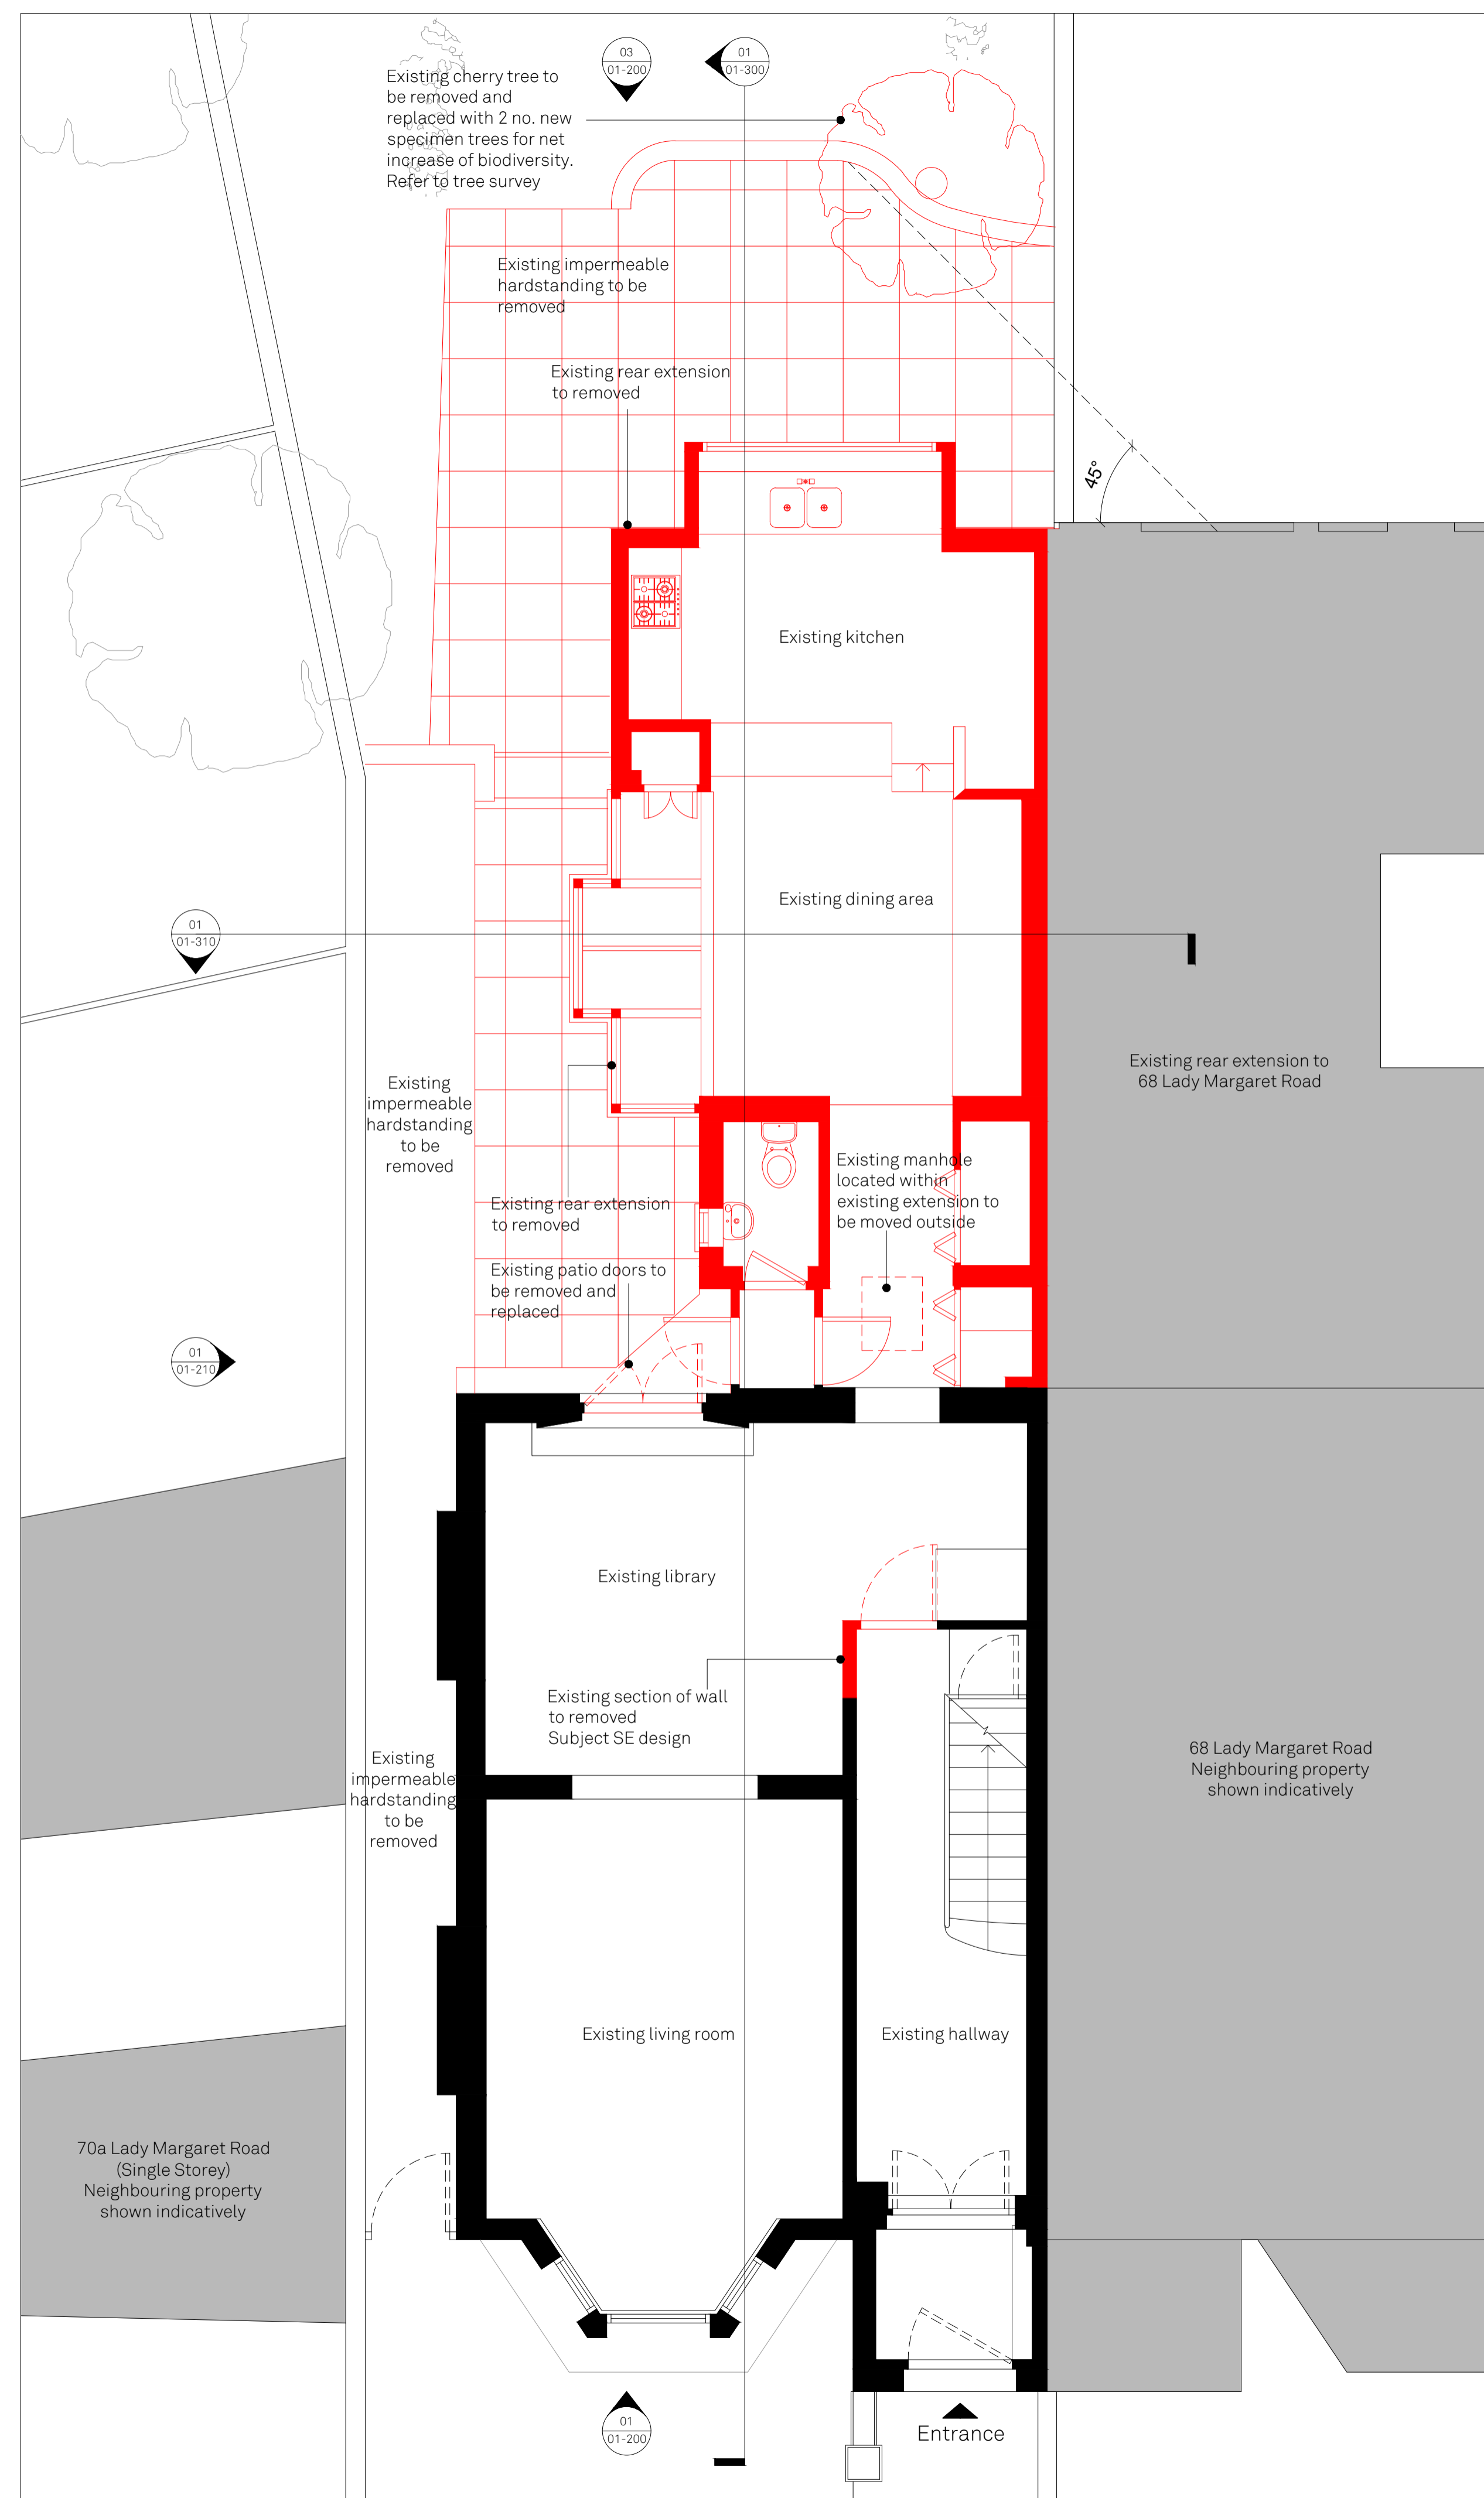 03
01-200
01
01-300
Existing cherry tree to
be removed and
replaced with 2 no. new
specimen trees for net
increase of biodiversity.
Refer to tree survey
Existing impermeable
hardstanding to be
removed
Existing rear extension
to removed
45°
Existing kitchen
Existing dining area
01
01-310
Existing rear extension to
68 Lady Margaret Road
Existing
impermeable
hardstanding
to be
removed
Existing manhole
located within
existing extension to
be moved outside
Existing rear extension
to removed
Existing patio doors to
be removed and
replaced
01
01-210
Existing library
Existing section of wall
to removed
Subject SE design
Existing
impermeable
hardstanding
to be
removed
68 Lady Margaret Road
Neighbouring property
shown indicatively
Existing living room
Existing hallway
70a Lady Margaret Road
(Single Storey)
Neighbouring property
shown indicatively
01
01-200
Entrance